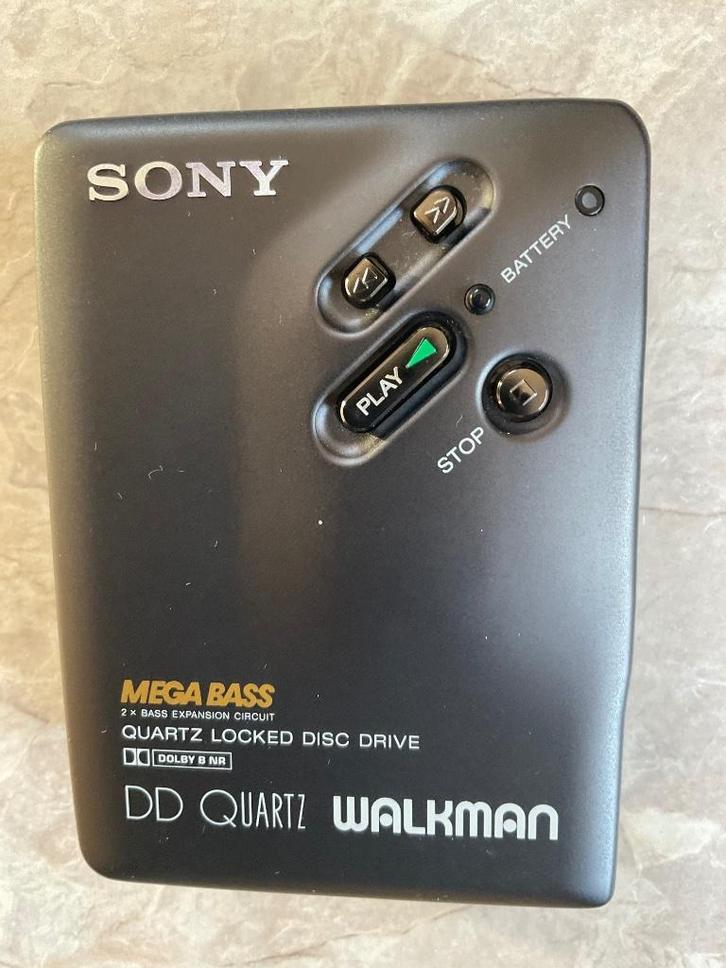 SONY
BATTERY
PLAY
STOP
MEGA BASS
2 × BASS EXPANSION CIRCUIT
QUARTZ LOCKED DISC DRIVE
DOLBY B NR
DD QUARTZ WALKMAN